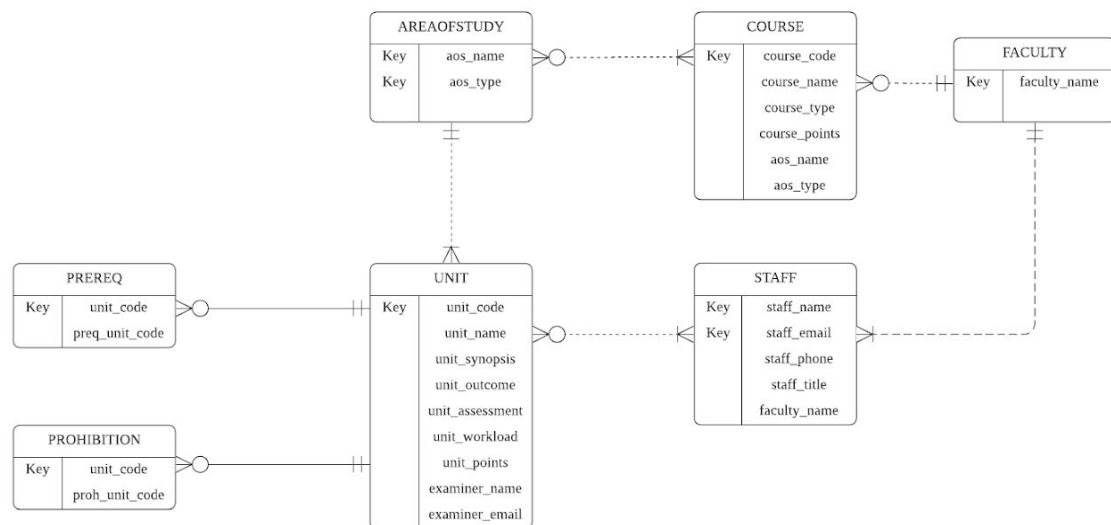 AREAOFSTUDY
Key aos_name
Key aos_type
COURSE
Key course_code
course_name
course_type
course_points
aos_name
aos_type
FACULTY
Key faculty_name
PREREQ
Key unit_code
preq_unit_code
UNIT
Key unit_code
unit_name
unit_synopsis
unit_outcome
unit_assessment
unit_workload
unit_points
examiner_name
examiner_email
STAFF
Key staff_name
Key staff_email
staff_phone
staff_title
faculty_name
PROHIBITION
Key unit_code
proh_unit_code